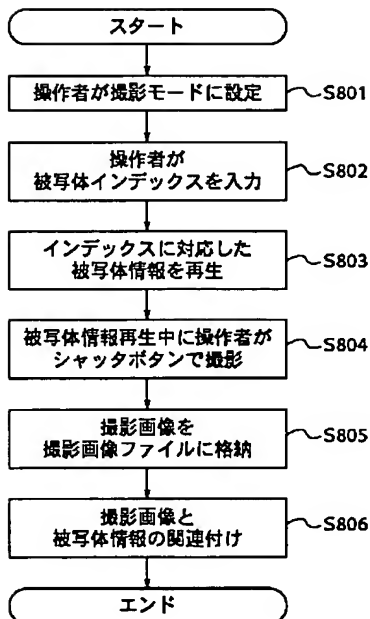 スタート
操作者が撮影モードに設定
S801
操作者が
被写体インデックスを入力
S802
インデックスに対応した
被写体情報を再生
S803
被写体情報再生中に操作者が
シャッタボタンで撮影
S804
撮影画像を
撮影画像ファイルに格納
S805
撮影画像と
被写体情報の関連付け
S806
エンド